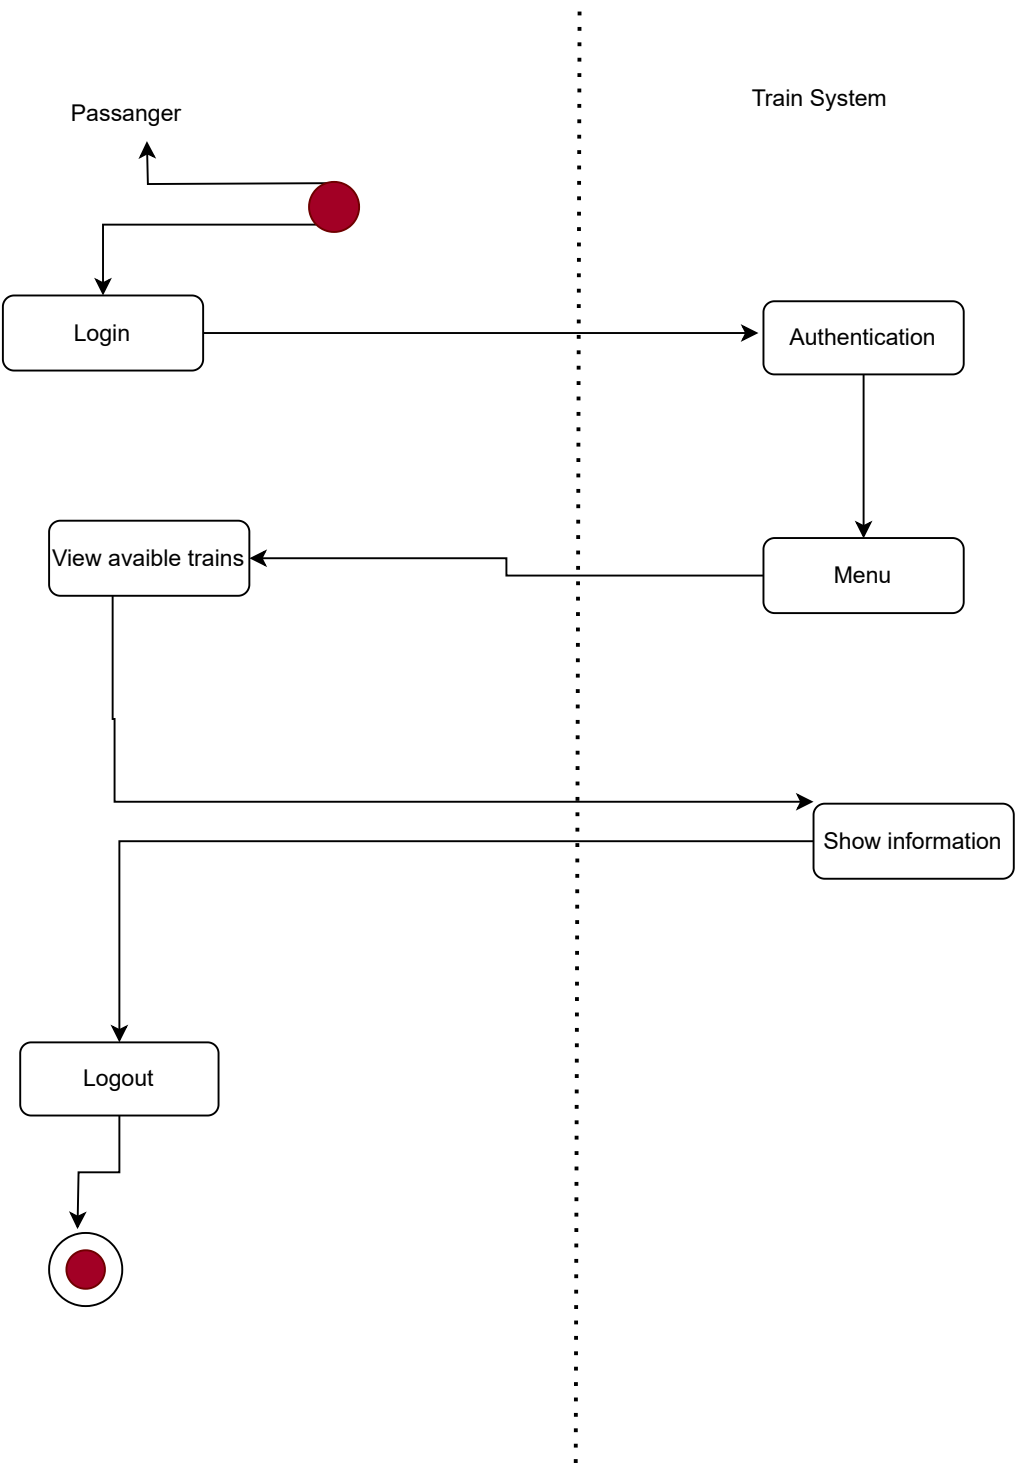 Passanger
Train System
Login
Authentication
View avaible trains
Menu
Show information
Logout